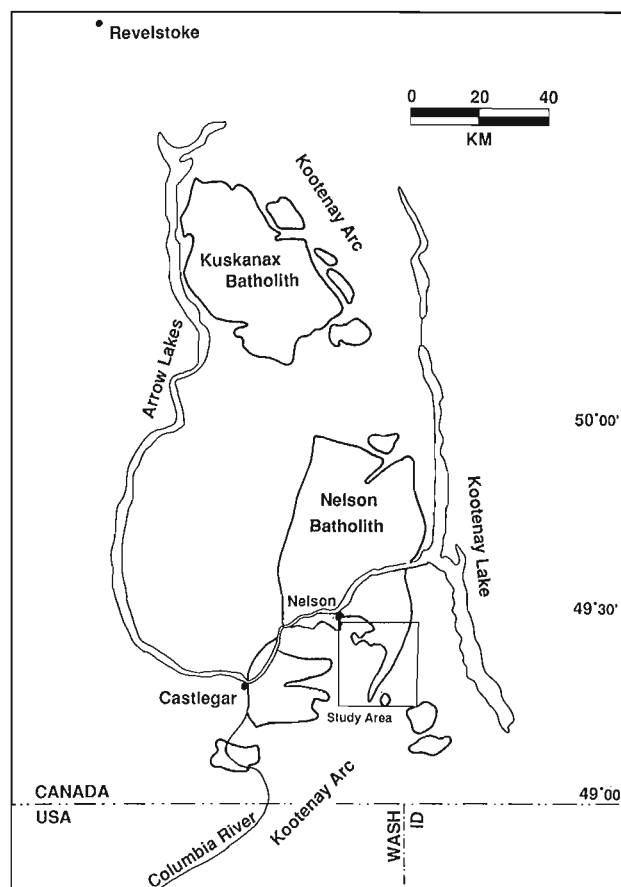 Revelstoke
0 20 40
KM
Kootenay Arc
Kuskanax
Batholith
Arrow Lakes
50°00'
Nelson
Batholith
Kootenay Lake
Nelson
49°30'
Castlegar
Study Area
Kootenay Arc
CANADA
49°00
USA
Columbia River
WASH
ID